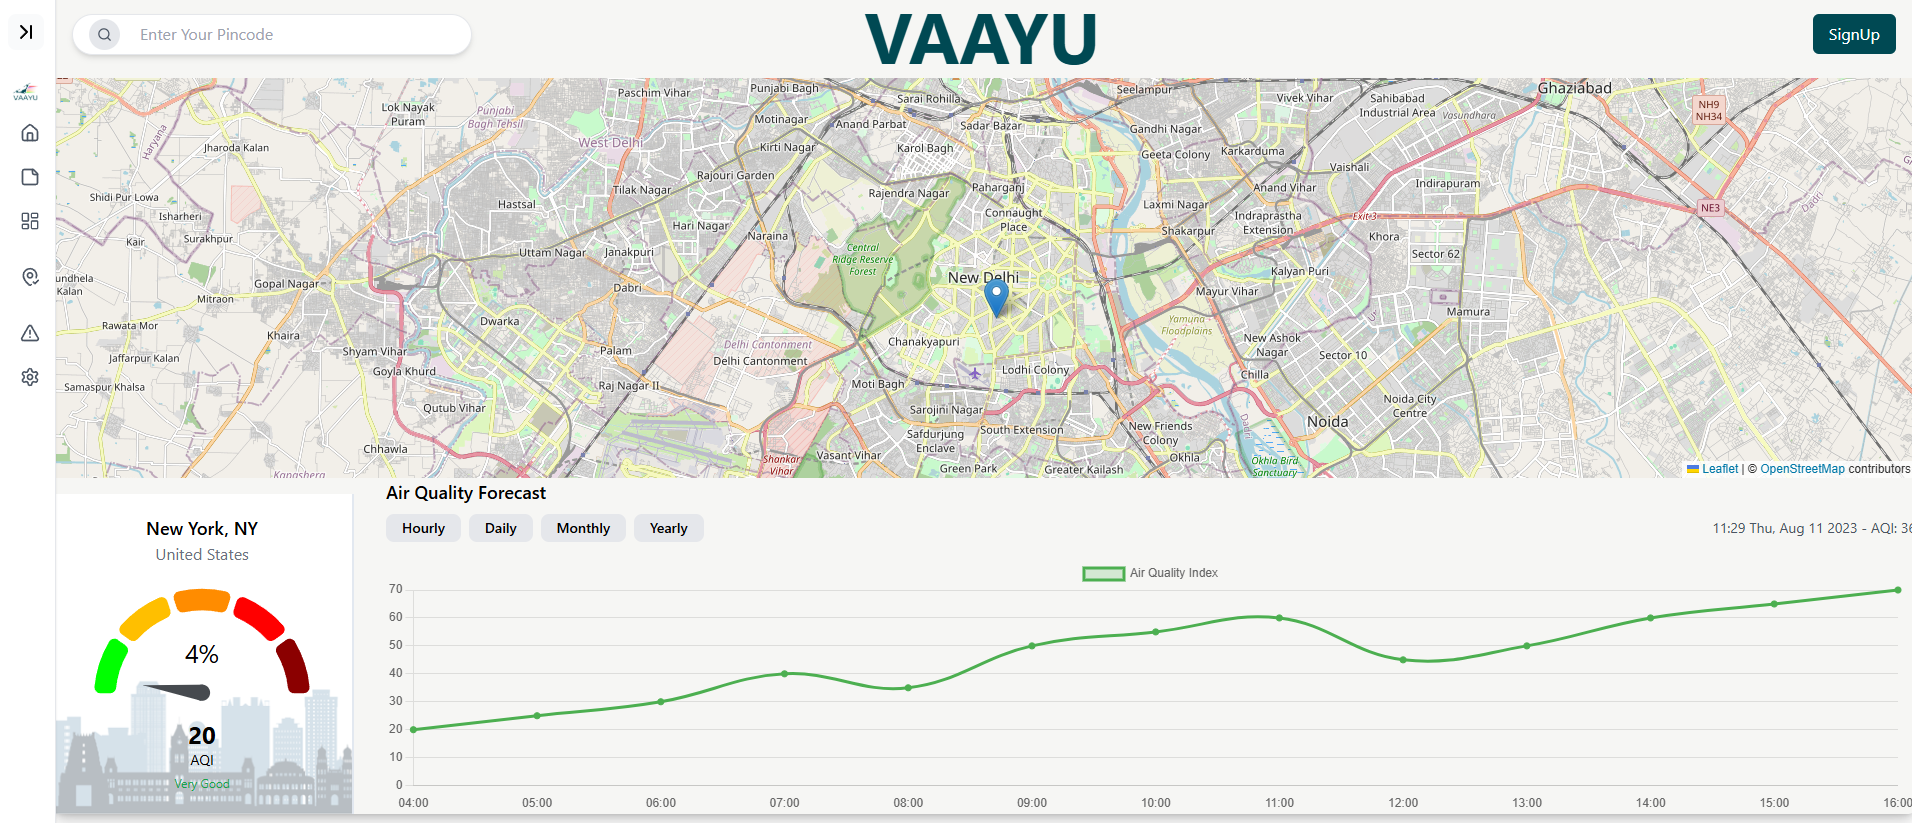 Enter Your Pincode
VAAYU
SignUp
VAAYU
Paschim Vihar
Punjabi Bagh
Sarai Rohilla
Seelampur
Vivek Vihar
Sahibabad
Industrial Area
Ghaziabad
NH9
NH34
Vasundhara
Lok Nayak
Puram
Punjabi
Bagh Tehsil
Motinagar
Anand Parbat
Sadar Bazar
Gandhi Nagar
Haryana
Jharoda Kalan
West Delhi
Kirti Nagar
Karol Bagh
Geeta Colony
Karkarduma
Vaishali
Rajouri Garden
Tilak Nagar
Rajendra Nagar
Paharganj
Anand Vihar
Indirapuram
Shidi Pur Lowa
Isharheri
Hastsal
Connaught
Place
Laxmi Nagar
Indraprastha
Extension
Exit3
NE3
Dadri
Kair
Surakhpur
Hari Nagar
Naraina
Shakarpur
Khora
Uttam Nagar
Janakpuri
Central
Ridge Reserve
Forest
Sector 62
undhela
Kalan
Gopal Nagar
Dabri
New Delhi
Kalyan Puri
Mitraon
Mayur Vihar
Mamura
Rawata Mor
Khaira
Dwarka
Yamuna
Floodplains
Jaffarpur Kalan
Shyam Vihar
Palam
Delhi Cantonment
Delhi Cantonment
Chanakyapuri
New Ashok
Nagar
Sector 10
Goyla Khurd
Raj Nagar II
Moti Bagh
Lodhi Colony
Chilla
Samaspur Khalsa
Qutub Vihar
Sarojini Nagar
Noida City
Centre
Noida
Dadri
Safdurjung
Enclave
South Extension
New Friends
Colony
Chhawla
Shankar
Vihar
Vasant Vihar
Okhla
Kapashera
Green Park
Greater Kailash
Okhla Bird
Sanctuary
Leaflet | © OpenStreetMap contributors
New York, NY
United States
4%
20
AQI
Very Good
Air Quality Forecast
Hourly Daily Monthly Yearly
11:29 Thu, Aug 11 2023 - AQI: 36
Air Quality Index
70
60
50
40
30
20
10
0
04:00 05:00 06:00 07:00 08:00 09:00 10:00 11:00 12:00 13:00 14:00 15:00 16:00